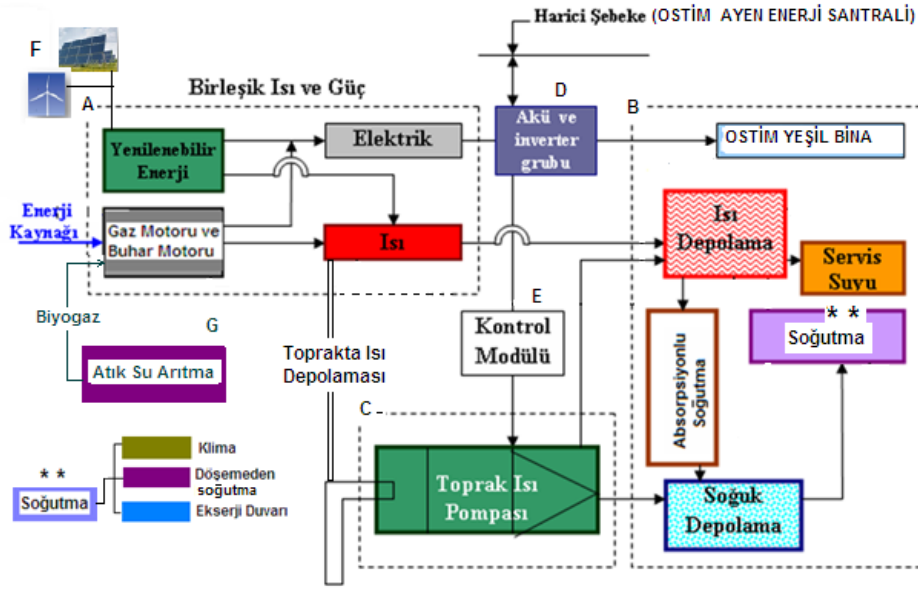 Harici Şebeke (OSTİM AYEN ENERJİ SANTRALİ)
F
A
Birleşik Isı ve Güç
D
B
Yenilenebilir
Enerji
Elektrik
Akü ve
inverter
grubu
OSTİM YEŞİL BİNA
Enerji
Kaynağı
Gaz Motoru ve
Buhar Motoru
Isı
Isı
Depolama
Servis
Suyu
Biyogaz
G
Atık Su Arıtma
Toprakta Isı
Depolaması
E
Kontrol
Modülü
Absorpsiyonlu
Soğutma
* *
Soğutma
C
Toprak Isı
Pompası
Soğuk
Depolama
* *
Soğutma
Klima
Döşemeden
soğutma
Ekserji Duvarı